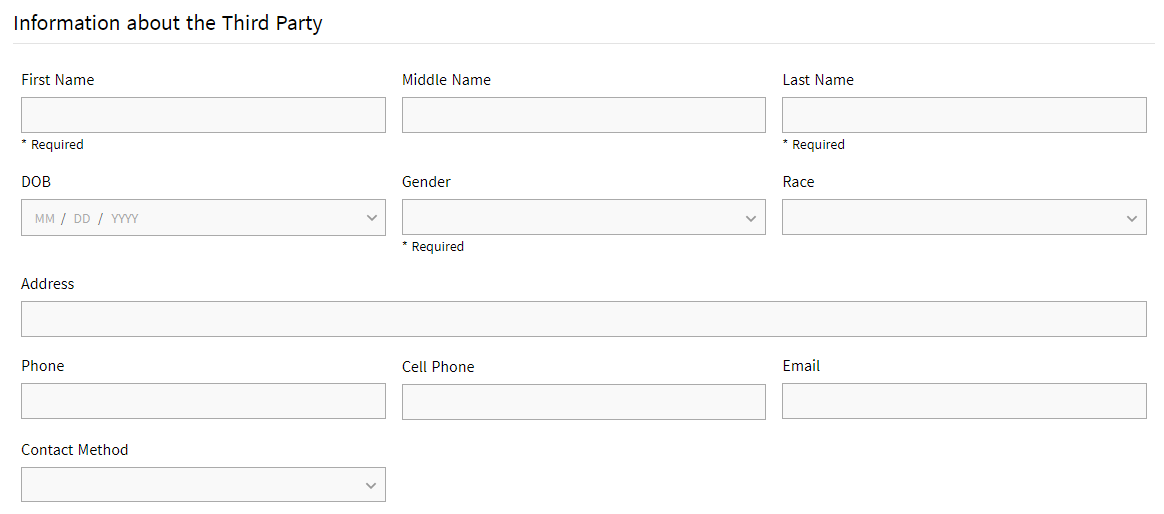 Information about the Third Party
First Name Middle Name Last Name
* Required * Required
DOB Gender Race
MM / DD / YYYY
* Required
Address
Phone Cell Phone Email
Contact Method